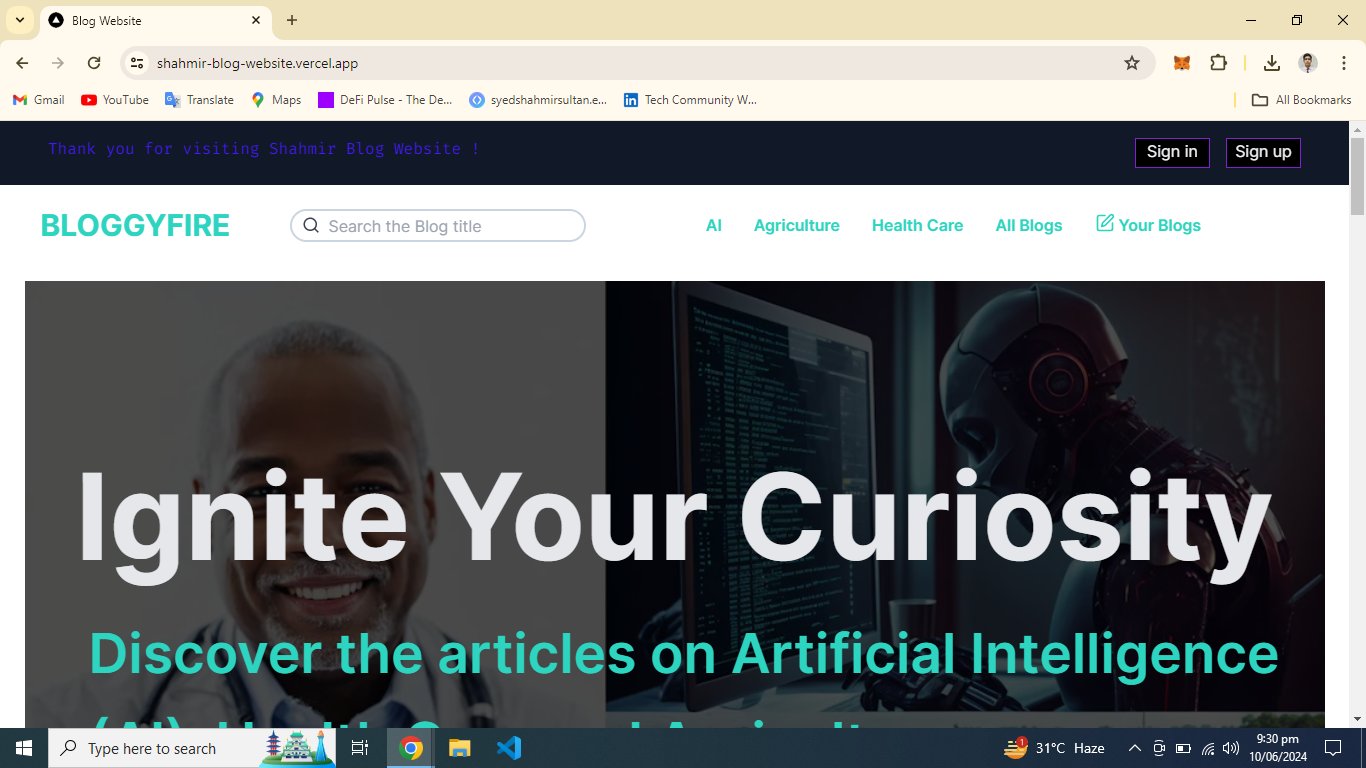 Blog Website
shahmir-blog-website.vercel.app
Gmail YouTube Translate Maps DeFi Pulse - The De... syedshahmirsultan.e... Tech Community W... All Bookmarks
Thank you for visiting Shahmir Blog Website ! Sign in Sign up
BLOGGYFIRE Search the Blog title AI Agriculture Health Care All Blogs Your Blogs
Ignite Your Curiosity
Discover the articles on Artificial Intelligence
Type here to search 1 31°C Haze 9:30 pm
10/06/2024